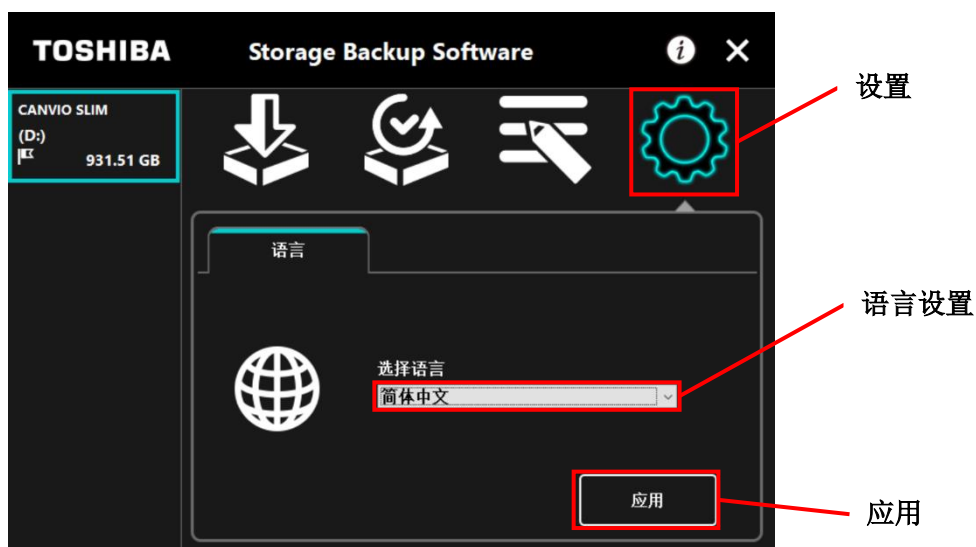 TOSHIBA
Storage Backup Software
i
设置
CANVIO SLIM
(D:)
931.51 GB
语言
语言设置
选择语言
简体中文
应用
应用